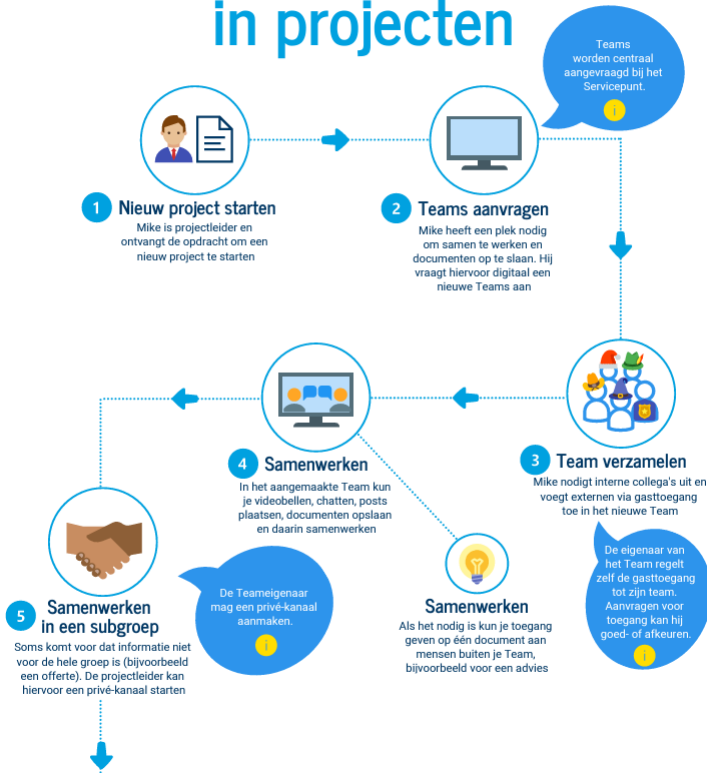 in projecten
Teams
worden centraal
aangevraagd bij het
Servicepunt.
i
1 Nieuw project starten
Mike is projectleider en
ontvangt de opdracht om een
nieuw project te starten
2 Teams aanvragen
Mike heeft een plek nodig
om samen te werken en
documenten op te slaan. Hij
vraagt hiervoor digitaal een
nieuwe Teams aan
3 Team verzamelen
Mike nodigt interne collega's uit en
voegt externen via gasttoegang
toe in het nieuwe Team
De eigenaar van
het Team regelt
zelf de gasttoegang
tot zijn team.
Aanvragen voor
toegang kan hij
goed- of afkeuren.
i
4 Samenwerken
In het aangemaakte Team kun
je videobellen, chatten, posts
plaatsen, documenten opslaan
en daarin samenwerken
Samenwerken
Als het nodig is kun je toegang
geven op één document aan
mensen buiten je Team,
bijvoorbeeld voor een advies
5 Samenwerken
in een subgroep
Soms komt voor dat informatie niet
voor de hele groep is (bijvoorbeeld
een offerte). De projectleider kan
hiervoor een privé-kanaal starten
De Teameigenaar
mag een privé-kanaal
aanmaken.
i